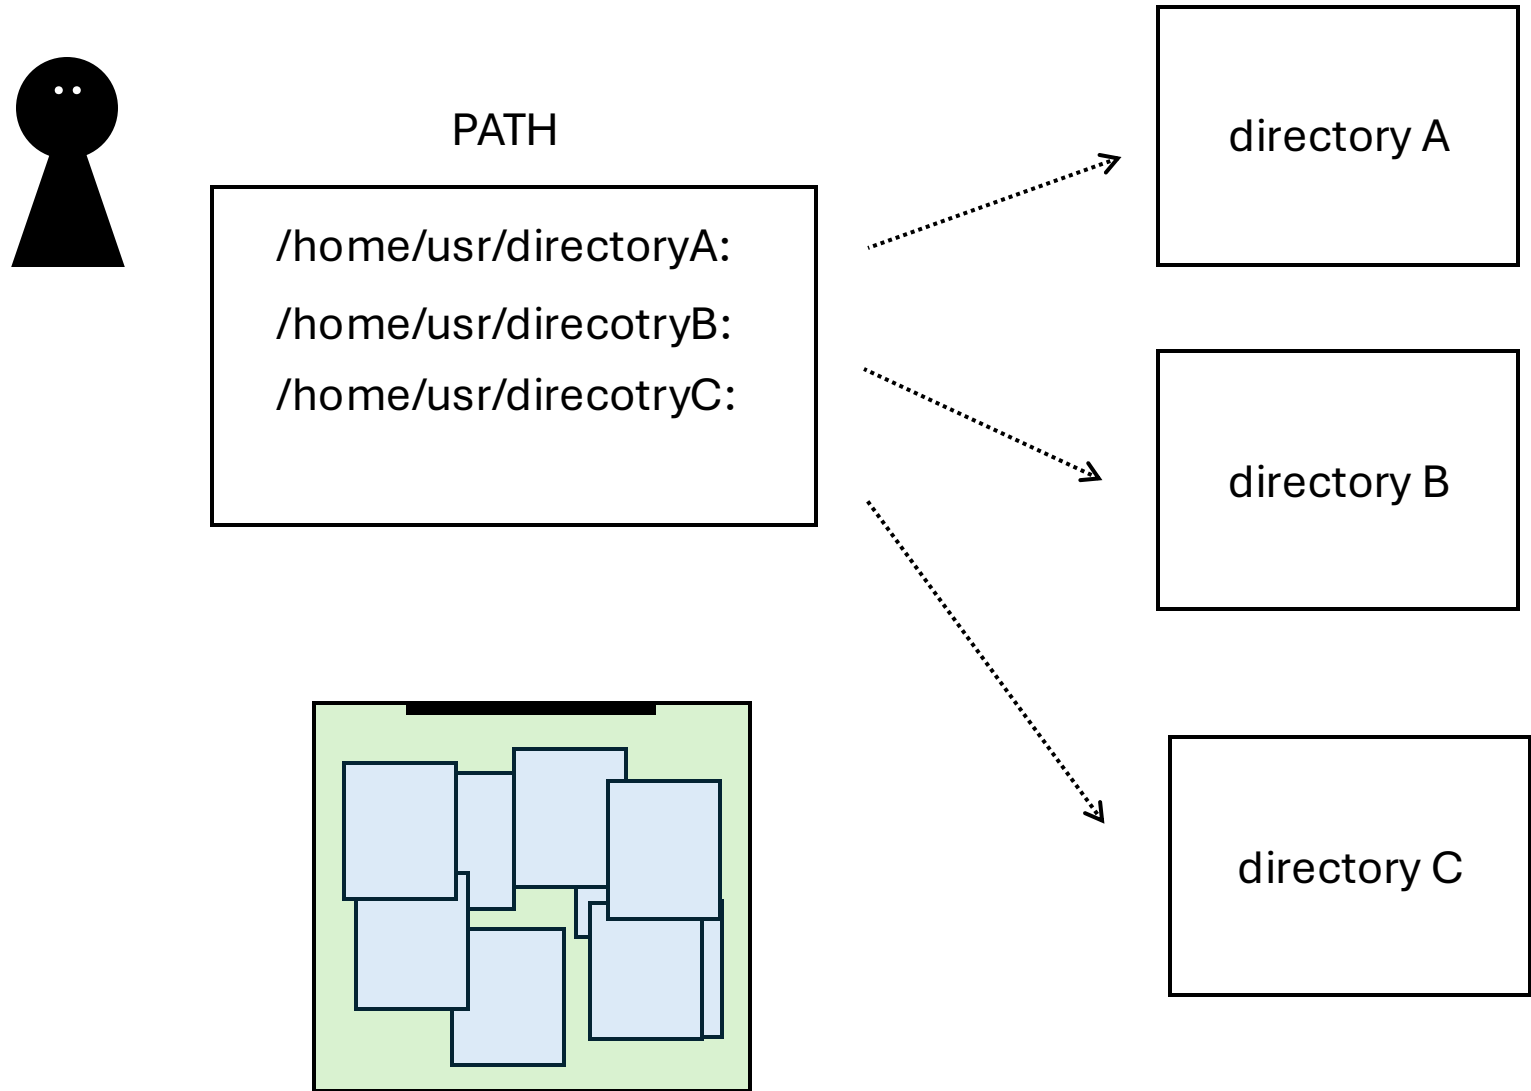 PATH
/home/usr/directoryA:
/home/usr/direcotryB:
/home/usr/direcotryC:
directory A
directory B
directory C